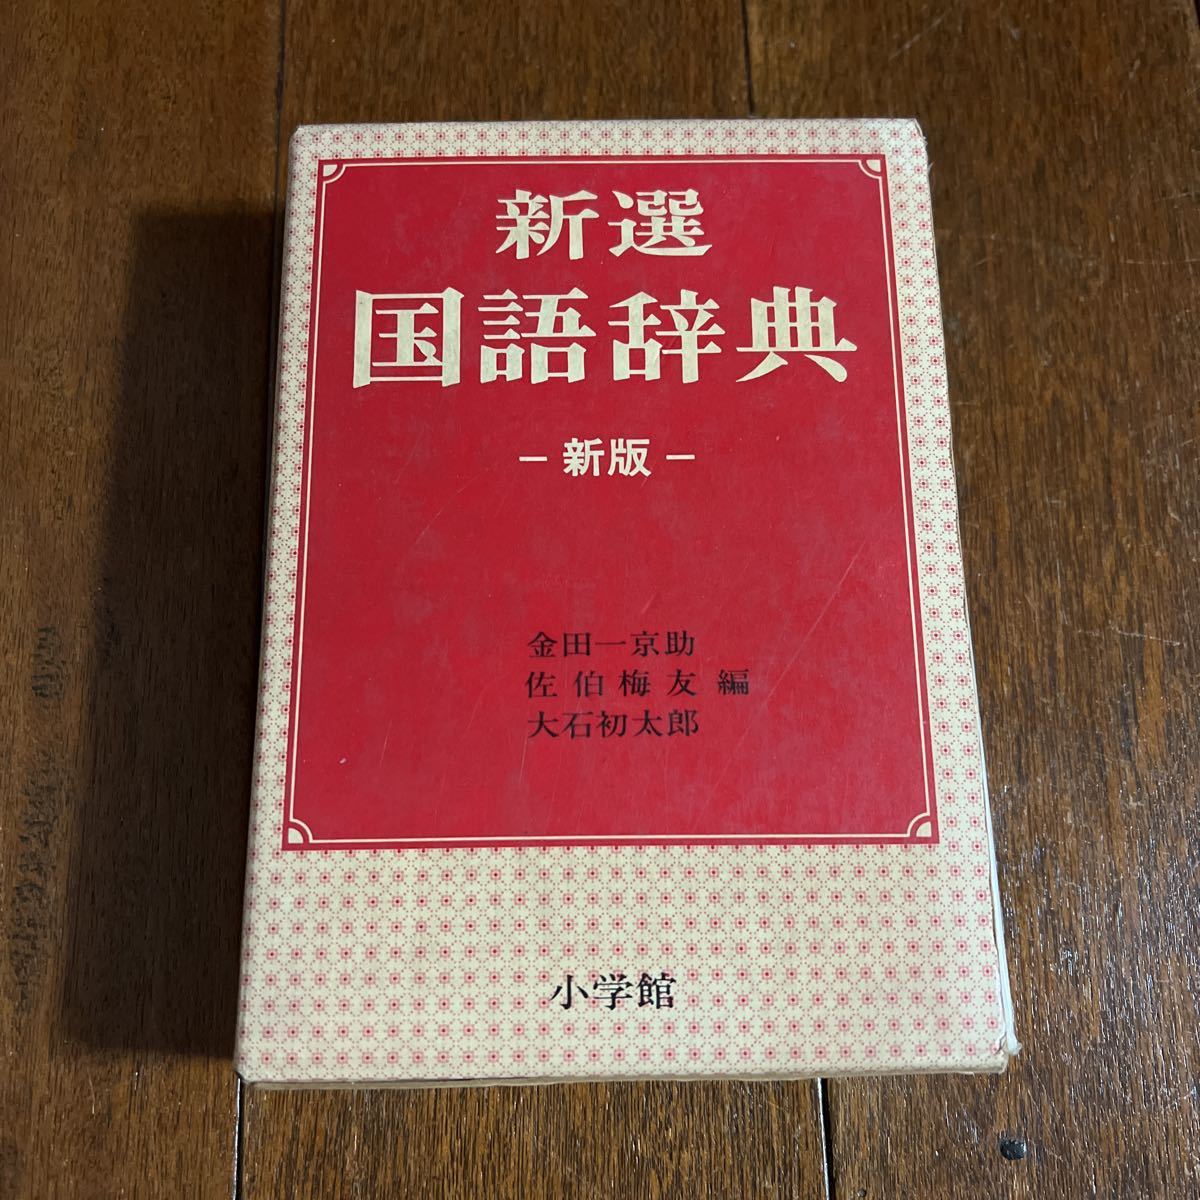 新選
国語辞典
－新版－
金田一京助
佐伯梅友 編
大石初太郎
小学館